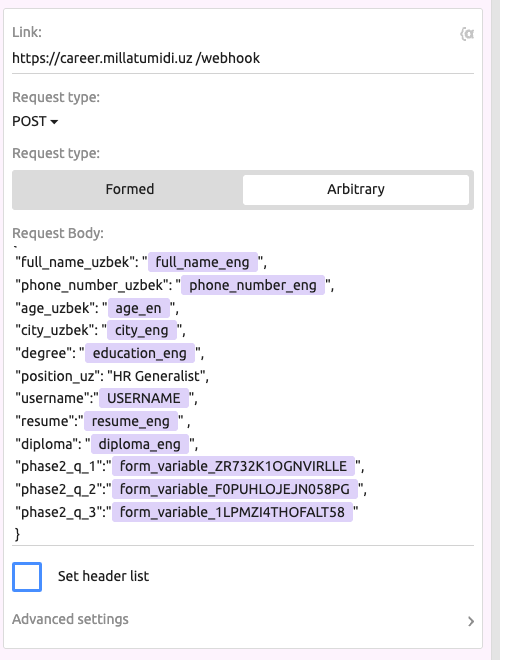 Link:
{α
https://career.millatumidi.uz /webhook
Request type:
POST
Request type:
Formed Arbitrary
Request Body:
"full_name_uzbek": " full_name_eng ",
"phone_number_uzbek": " phone_number_eng ",
"age_uzbek": " age_en ",
"city_uzbek": " city_eng ",
"degree": " education_eng ",
"position_uz": "HR Generalist",
"username":" USERNAME ",
"resume":" resume_eng " ,
"diploma": " diploma_eng ",
"phase2_q_1":" form_variable_ZR732K1OGNVIRLLE ",
"phase2_q_2":" form_variable_F0PUHLOJEJN058PG ",
"phase2_q_3":" form_variable_1LPMZI4THOFALT58 "
}
Set header list
Advanced settings